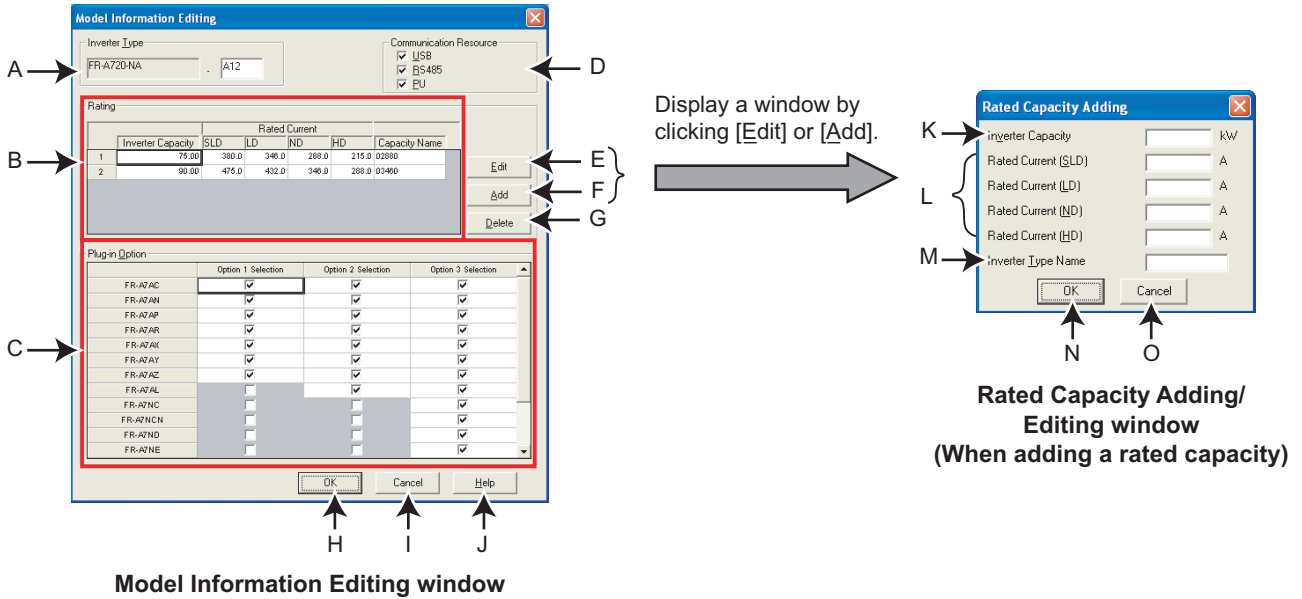 Model Information Editing
Inverter Type
FR-A720-NA . A12
Communication Resource
USB
RS485
PU
A
D
Rating
Rated Current
Inverter Capacity SLD LD ND HD Capacity Name
1 75.00 380.0 346.0 288.0 215.0 02880
2 90.00 475.0 432.0 346.0 288.0 03460
B
Edit
Add
Delete
E
F
G
Plug-in Option
Option 1 Selection Option 2 Selection Option 3 Selection
FR-A7AC
FR-A7AN
FR-A7AP
FR-A7AR
FR-A7AX
FR-A7AY
FR-A7AZ
FR-A7AL
FR-A7NC
FR-A7NCN
FR-A7ND
FR-A7NE
C
OK Cancel Help
H I J
Model Information Editing window
Display a window by
clicking [Edit] or [Add].
Rated Capacity Adding
K Inverter Capacity kW
Rated Current (SLD) A
Rated Current (LD) A
L
Rated Current (ND) A
Rated Current (HD) A
M Inverter Type Name
OK Cancel
N O
Rated Capacity Adding/
Editing window
(When adding a rated capacity)